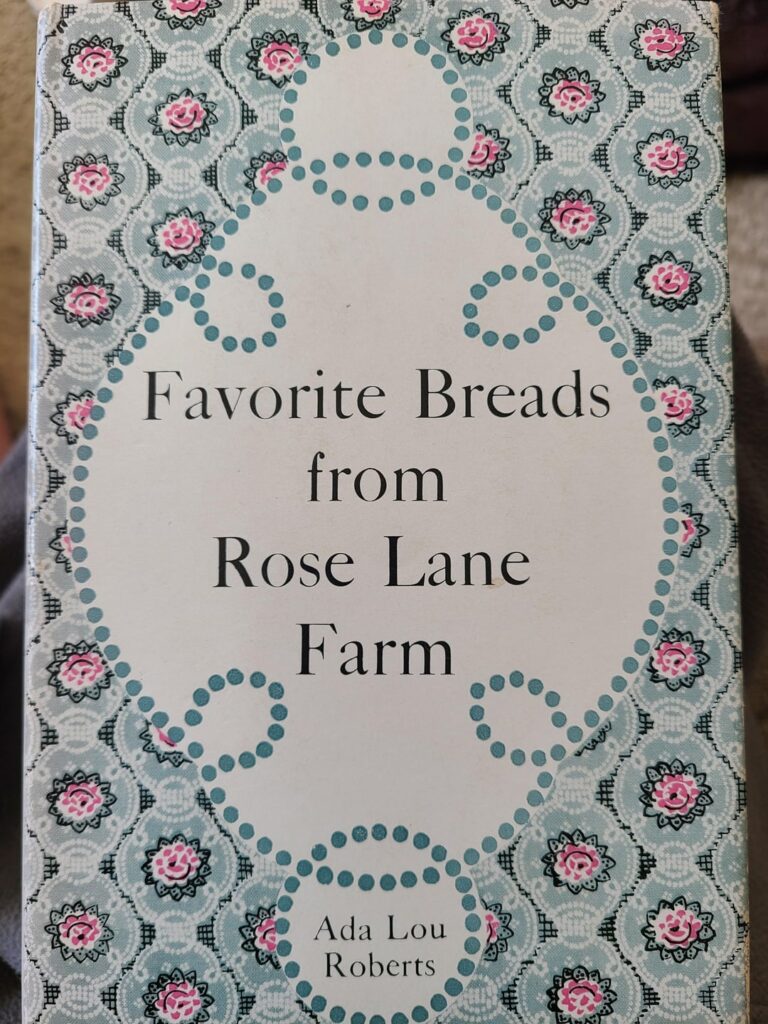 Favorite Breads
from
Rose Lane
Farm
Ada Lou
Roberts